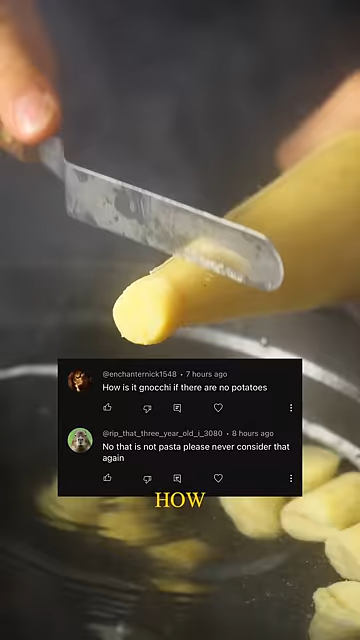 @enchanternick1548 • 7 hours ago
How is it gnocchi if there are no potatoes
@rip_that_three_year_old_i_3080 • 8 hours ago
No that is not pasta please never consider that
again
HOW